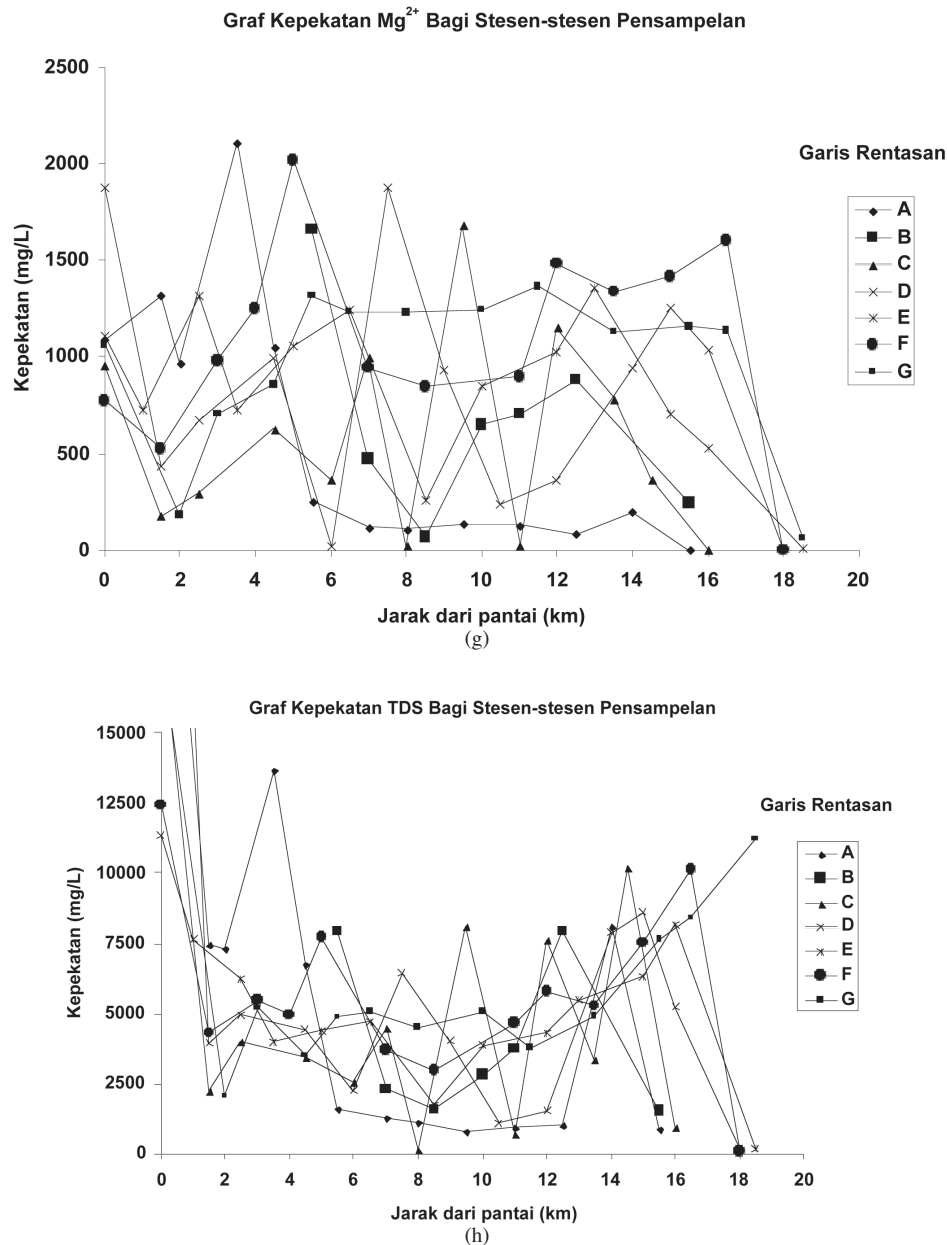 Graf Kepekatan Mg2+ Bagi Stesen-stesen Pensampelan
2500
2000
1500
1000
500
0
Kepekatan (mg/L)
0 2 4 6 8 10 12 14 16 18 20
Jarak dari pantai (km)
Garis Rentasan
A
B
C
D
E
F
G
(g)
Graf Kepekatan TDS Bagi Stesen-stesen Pensampelan
15000
12500
10000
7500
5000
2500
0
Kepekatan (mg/L)
0 2 4 6 8 10 12 14 16 18 20
Jarak dari pantai (km)
Garis Rentasan
A
B
C
D
E
F
G
(h)